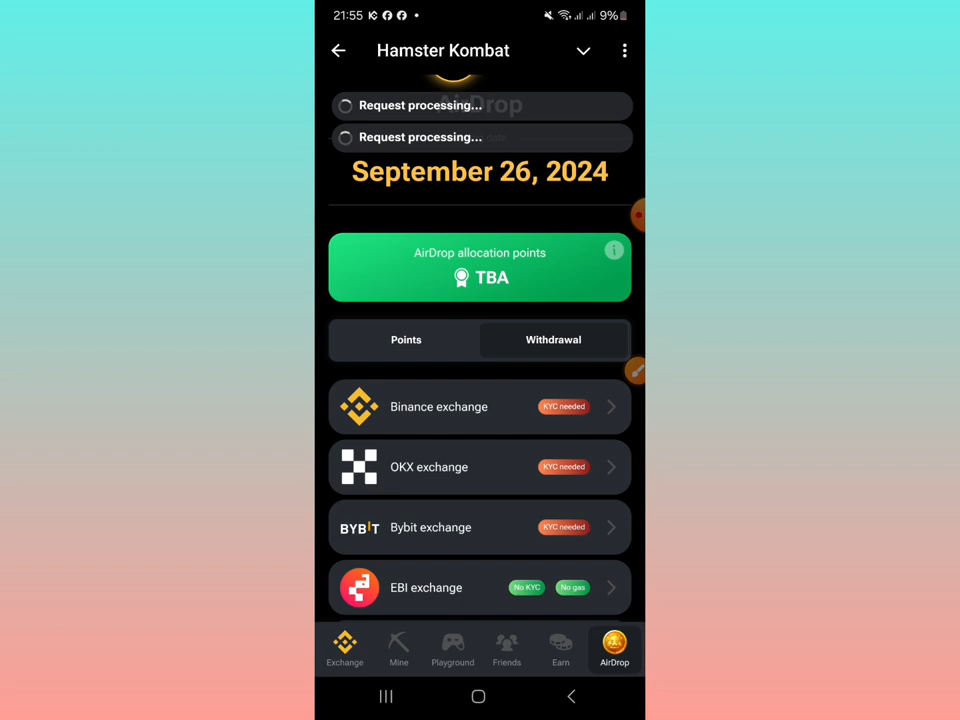 21:55 9%
Hamster Kombat
AirDrop
Request processing...
Request processing...
September 26, 2024
AirDrop allocation points
TBA
Points Withdrawal
Binance exchange KYC needed
OKX exchange KYC needed
BYBIT Bybit exchange KYC needed
EBI exchange No KYC No gas
Exchange Mine Playground Friends Earn AirDrop